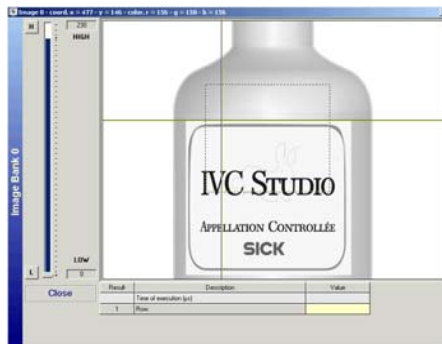 Image 0 - coord. x = 477 - y = 146 - color. r = 156 - g = 156 - b = 156
H
230
HIGH
Image Bank 0
LOW
L
0
Close
IVC STUDIO
APPELLATION CONTROLLÉE
SICK
Result Description Value
Time of execution (µs)
1 Row: